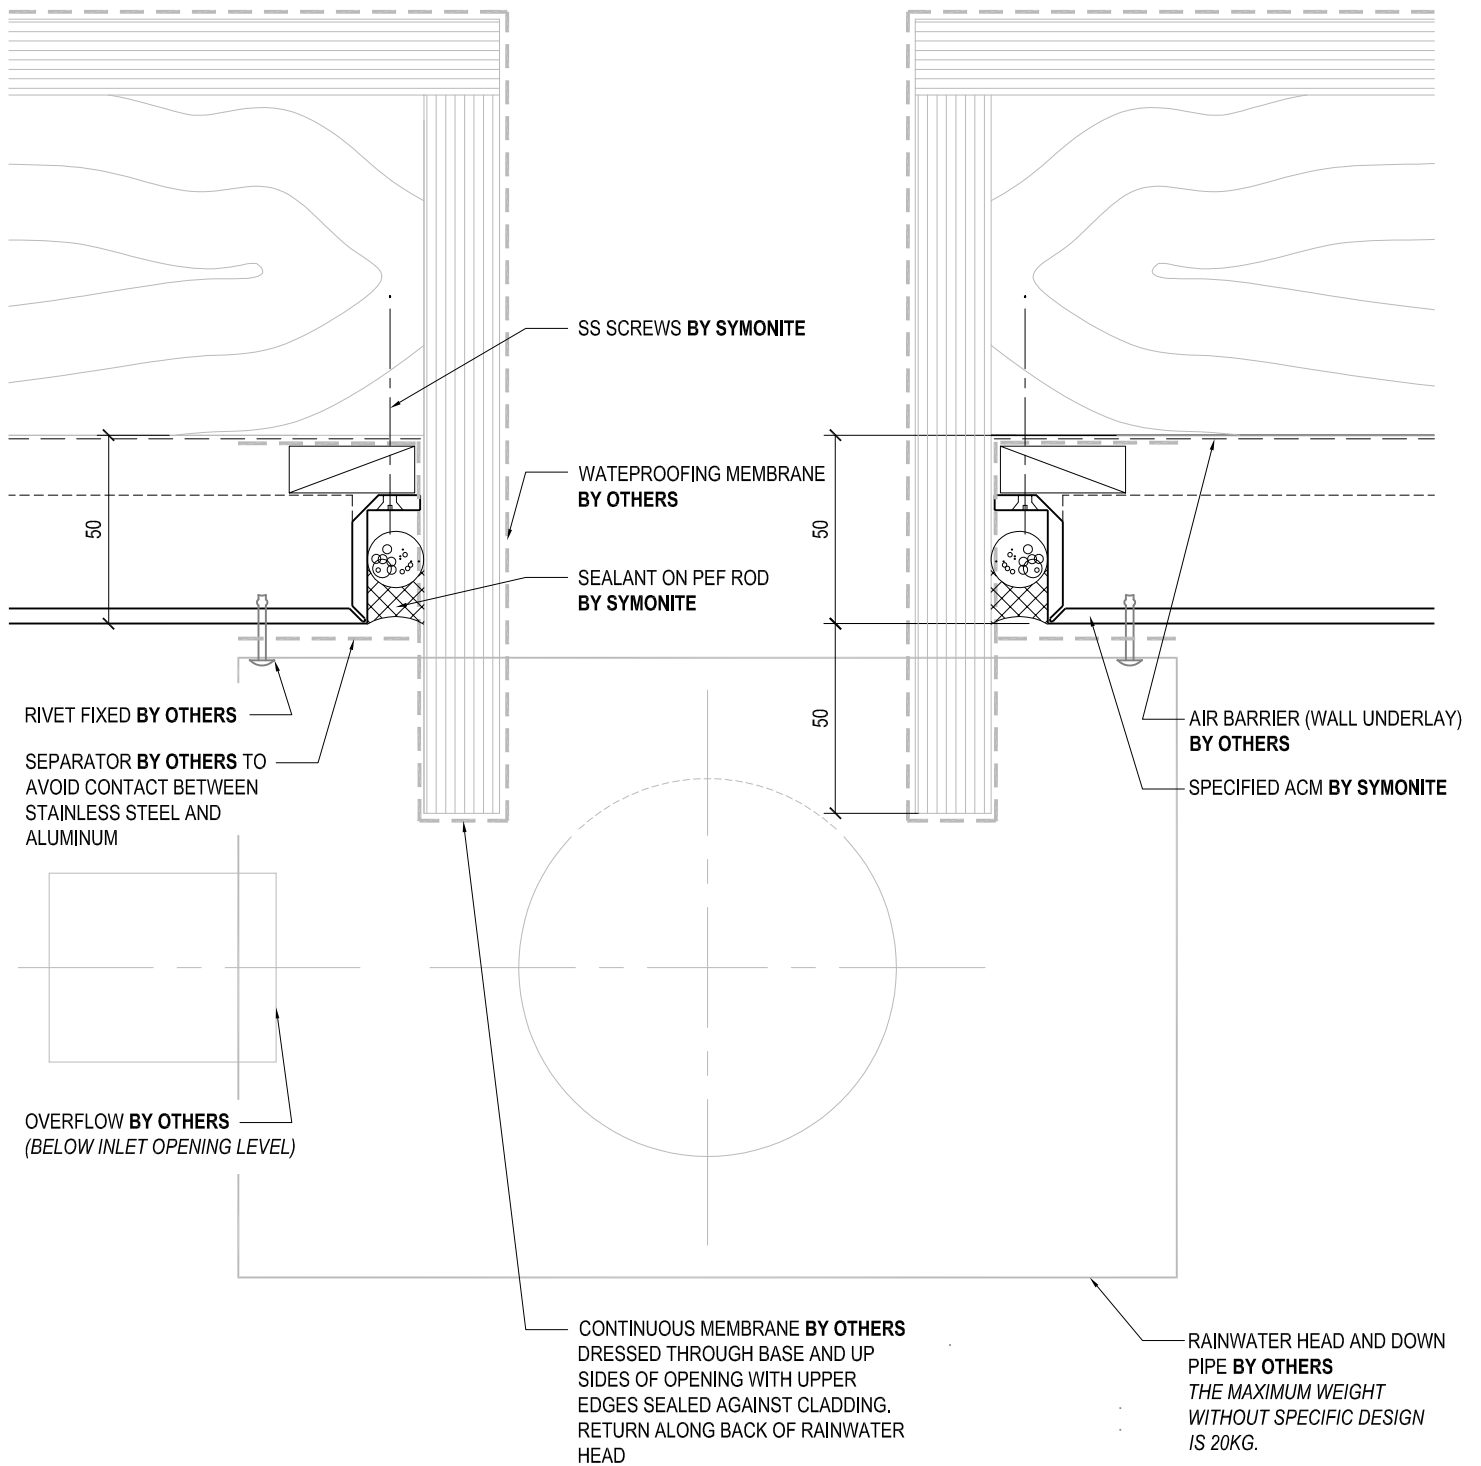 SS SCREWS BY SYMONITE
WATEPROOFING MEMBRANE
BY OTHERS
50
50
SEALANT ON PEF ROD
BY SYMONITE
RIVET FIXED BY OTHERS
50
AIR BARRIER (WALL UNDERLAY)
BY OTHERS
SEPARATOR BY OTHERS TO
AVOID CONTACT BETWEEN
STAINLESS STEEL AND
ALUMINUM
SPECIFIED ACM BY SYMONITE
OVERFLOW BY OTHERS
(BELOW INLET OPENING LEVEL)
CONTINUOUS MEMBRANE BY OTHERS
DRESSED THROUGH BASE AND UP
SIDES OF OPENING WITH UPPER
EDGES SEALED AGAINST CLADDING.
RETURN ALONG BACK OF RAINWATER
HEAD
RAINWATER HEAD AND DOWN
PIPE BY OTHERS
THE MAXIMUM WEIGHT
WITHOUT SPECIFIC DESIGN
IS 20KG.